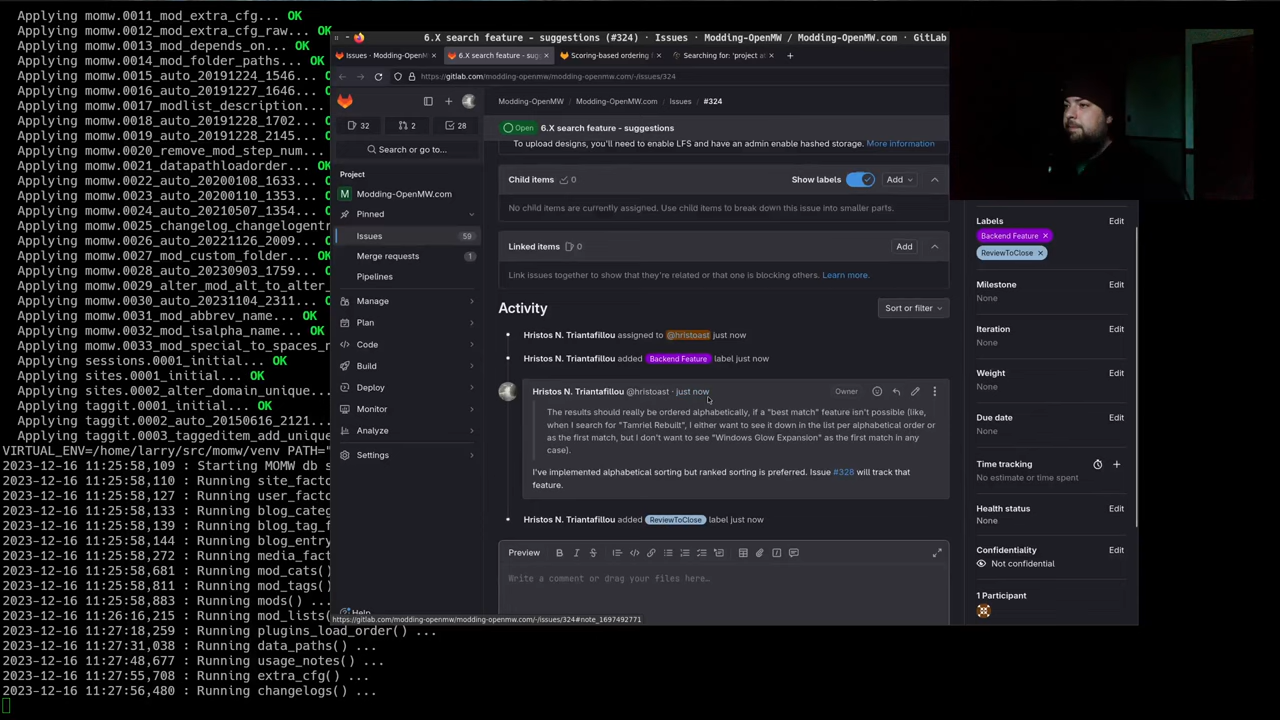 Applying momw.0011_mod_extra_cfg... OK
Applying momw.0012_mod_extra_cfg_raw... OK
Applying momw.0013_mod_depends_on... OK
Applying momw.0014_mod_folder_paths... OK
Applying momw.0015_auto_20191224_1546...
Applying momw.0016_auto_20191227_1646...
Applying momw.0017_modlist_description...
Applying momw.0018_auto_20191228_1702...
Applying momw.0019_auto_20191228_2145...
Applying momw.0020_remove_mod_step_num...
Applying momw.0021_datapathloadorder...
Applying momw.0022_auto_20200108_1633...
Applying momw.0023_auto_20200110_1353...
Applying momw.0024_auto_20210507_1354...
Applying momw.0025_changelog_changelogentr
Applying momw.0026_auto_20221126_2009...
Applying momw.0027_mod_custom_folder... OK
Applying momw.0028_auto_20230903_1759...
Applying momw.0029_alter_mod_alt_to_alter_
Applying momw.0030_auto_20231104_2311...
Applying momw.0031_mod_abbrev_name... OK
Applying momw.0032_mod_isalpha_name... OK
Applying momw.0033_mod_special_to_spaces_n
Applying sessions.0001_initial... OK
Applying sites.0001_initial... OK
Applying sites.0002_alter_domain_unique...
Applying taggit.0001_initial... OK
Applying taggit.0002_auto_20150616_2121...
Applying taggit.0003_taggeditem_add_unique
VIRTUAL_ENV=/home/larry/src/momw/venv PATH="
2023-12-16 11:25:58,109 : Starting MOMW db s
2023-12-16 11:25:58,110 : Running site_facto
2023-12-16 11:25:58,127 : Running user_facto
2023-12-16 11:25:58,133 : Running blog_categ
2023-12-16 11:25:58,139 : Running blog_tag_f
2023-12-16 11:25:58,144 : Running blog_entry
2023-12-16 11:25:58,272 : Running media_fact
2023-12-16 11:25:58,681 : Running mod_cats()
2023-12-16 11:25:58,811 : Running mod_tags()
2023-12-16 11:25:58,883 : Running mods() ...
2023-12-16 11:26:16,215 : Running mod_lists(
2023-12-16 11:27:18,259 : Running plugins_load_order() ...
2023-12-16 11:27:31,038 : Running data_paths() ...
2023-12-16 11:27:48,677 : Running usage_notes() ...
2023-12-16 11:27:55,708 : Running extra_cfg() ...
2023-12-16 11:27:56,480 : Running changelogs() ...
6.X search feature - suggestions (#324) · Issues · Modding-OpenMW / Modding-OpenMW.com · GitLab
Issues · Modding-OpenMW
6.X search feature - sug
Scoring-based ordering
Searching for: 'project a
https://gitlab.com/modding-openmw/modding-openmw.com/-/issues/324
32
2
28
Search or go to...
Project
M Modding-OpenMW.com
Pinned
Issues 59
Merge requests 1
Pipelines
Manage
Plan
Code
Build
Deploy
Monitor
Analyze
Settings
Help
Modding-OpenMW Modding-OpenMW.com Issues #324
Open 6.X search feature - suggestions
To upload designs, you'll need to enable LFS and have an admin enable hashed storage. More information
Child items 0 Show labels Add
No child items are currently assigned. Use child items to break down this issue into smaller parts.
Linked items 0 Add
Link issues together to show that they're related or that one is blocking others. Learn more.
Activity Sort or filter
Hristos N. Triantafillou assigned to @hristoast just now
Hristos N. Triantafillou added Backend Feature label just now
Hristos N. Triantafillou @hristoast · just now Owner
The results should really be ordered alphabetically, if a "best match" feature isn't possible (like,
when I search for "Tamriel Rebuilt", I either want to see it down in the list per alphabetical order or
as the first match, but I don't want to see "Windows Glow Expansion" as the first match in any
case).
I've implemented alphabetical sorting but ranked sorting is preferred. Issue #328 will track that
feature.
Hristos N. Triantafillou added ReviewToClose label just now
Preview B I S
Write a comment or drag your files here…
https://gitlab.com/modding-openmw/modding-openmw.com/-/issues/324#note_1697492771
Labels Edit
Backend Feature
ReviewToClose
Milestone Edit
None
Iteration Edit
None
Weight Edit
None
Due date Edit
None
Time tracking
No estimate or time spent
Health status Edit
None
Confidentiality Edit
Not confidential
1 Participant